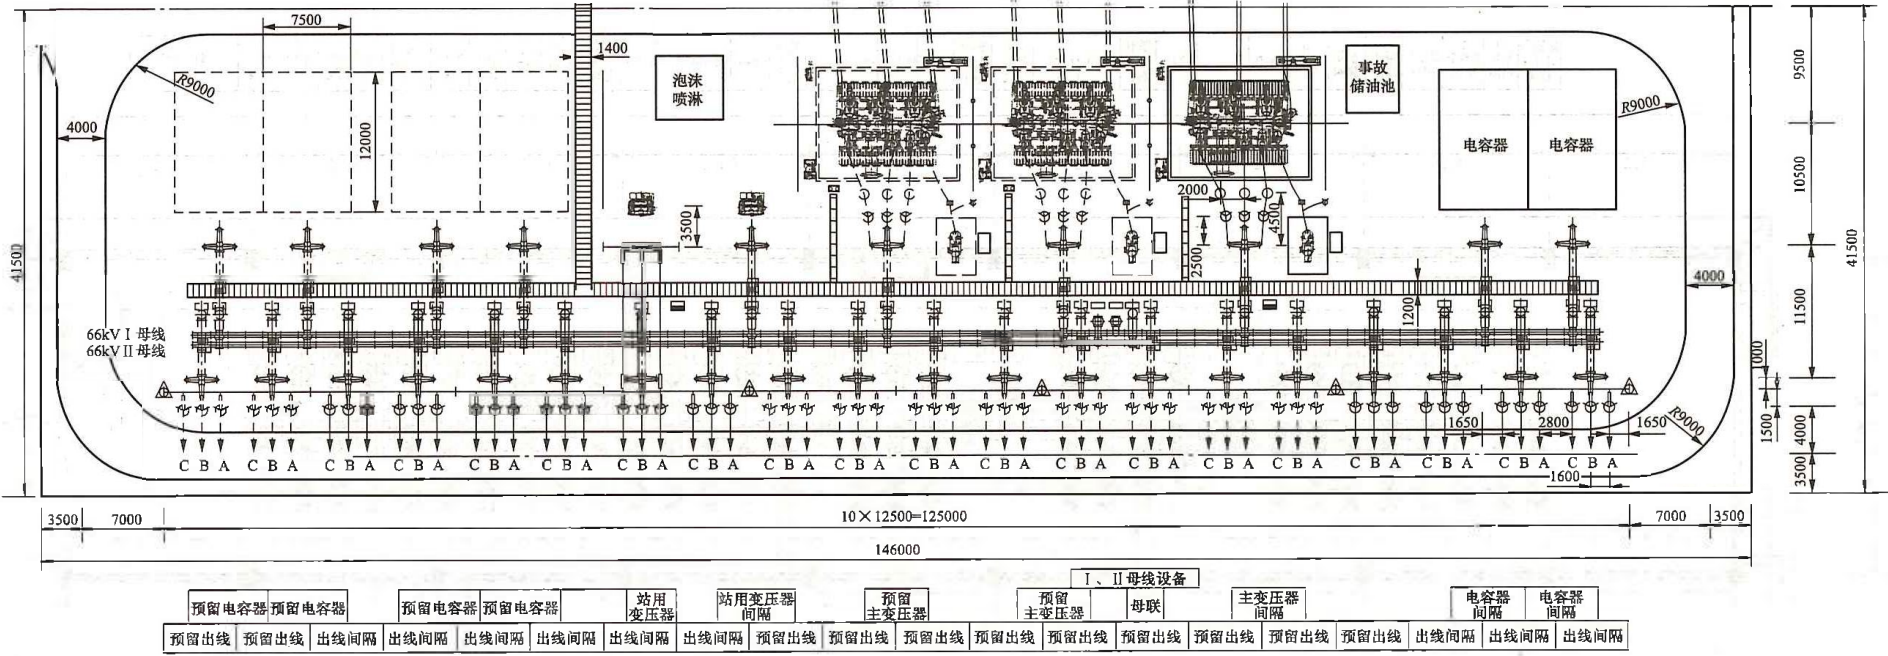 7500
1400
泡沫
喷淋
事故
储油池
9500
R9000
R9000
4000
12000
电容器
电容器
10500
2000
4500
3500
2500
41500
41500
4000
1200
11500
66kV I 母线
66kV II 母线
1000
1500
4000
R9000
1650
2800
1650
C B A C B A C B A C B A C B A C B A C B A C B A C B A C B A C B A C B A C B A C B A C B A C B A C B A C B A C B A C B A
3500
1600
3500
7000
10×12500=125000
7000
3500
146000
I、II母线设备
预留电容器 预留电容器 预留电容器 预留电容器 站用变压器 站用变压器间隔 预留主变压器 预留主变压器 母联 主变压器间隔 电容器间隔 电容器间隔
预留出线 预留出线 出线间隔 出线间隔 出线间隔 出线间隔 出线间隔 出线间隔 预留出线 预留出线 预留出线 预留出线 预留出线 预留出线 预留出线 预留出线 预留出线 出线间隔 出线间隔 出线间隔